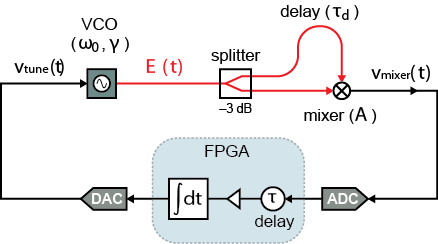 VCO
(ω₀, γ)
delay (τd)
splitter
vtune(t)
E (t)
vmixer(t)
–3 dB
mixer (A)
FPGA
DAC
∫dt
τ
ADC
delay